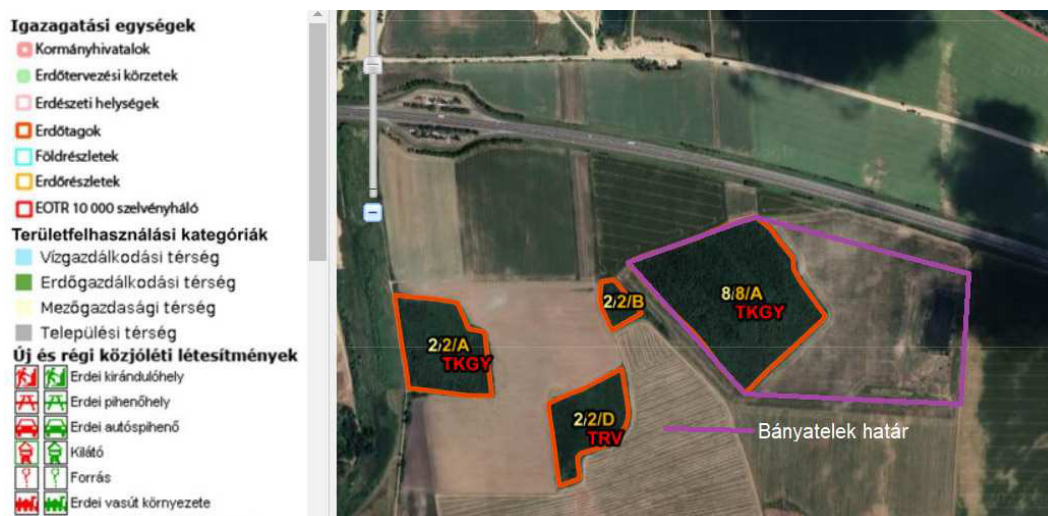 Igazagatási egységek
Kormányhivatalok
Erdőtervezési körzetek
Erdészeti helységek
Erdőtagok
Földrészletek
Erdőrészletek
EOTR 10 000 szelvényháló
Területfelhasználási kategóriák
Vízgazdálkodási térség
Erdőgazdálkodási térség
Mezőgazdasági térség
Települési térség
Új és régi közjóléti létesítmények
Erdei kirándulóhely
Erdei pihenőhely
Erdei autóspihenő
Kilátó
Forrás
Erdei vasút környezete
8/8/A
TKGY
2/2/B
2/2/A
TKGY
2/2/D
TRV
Bányatelek határ